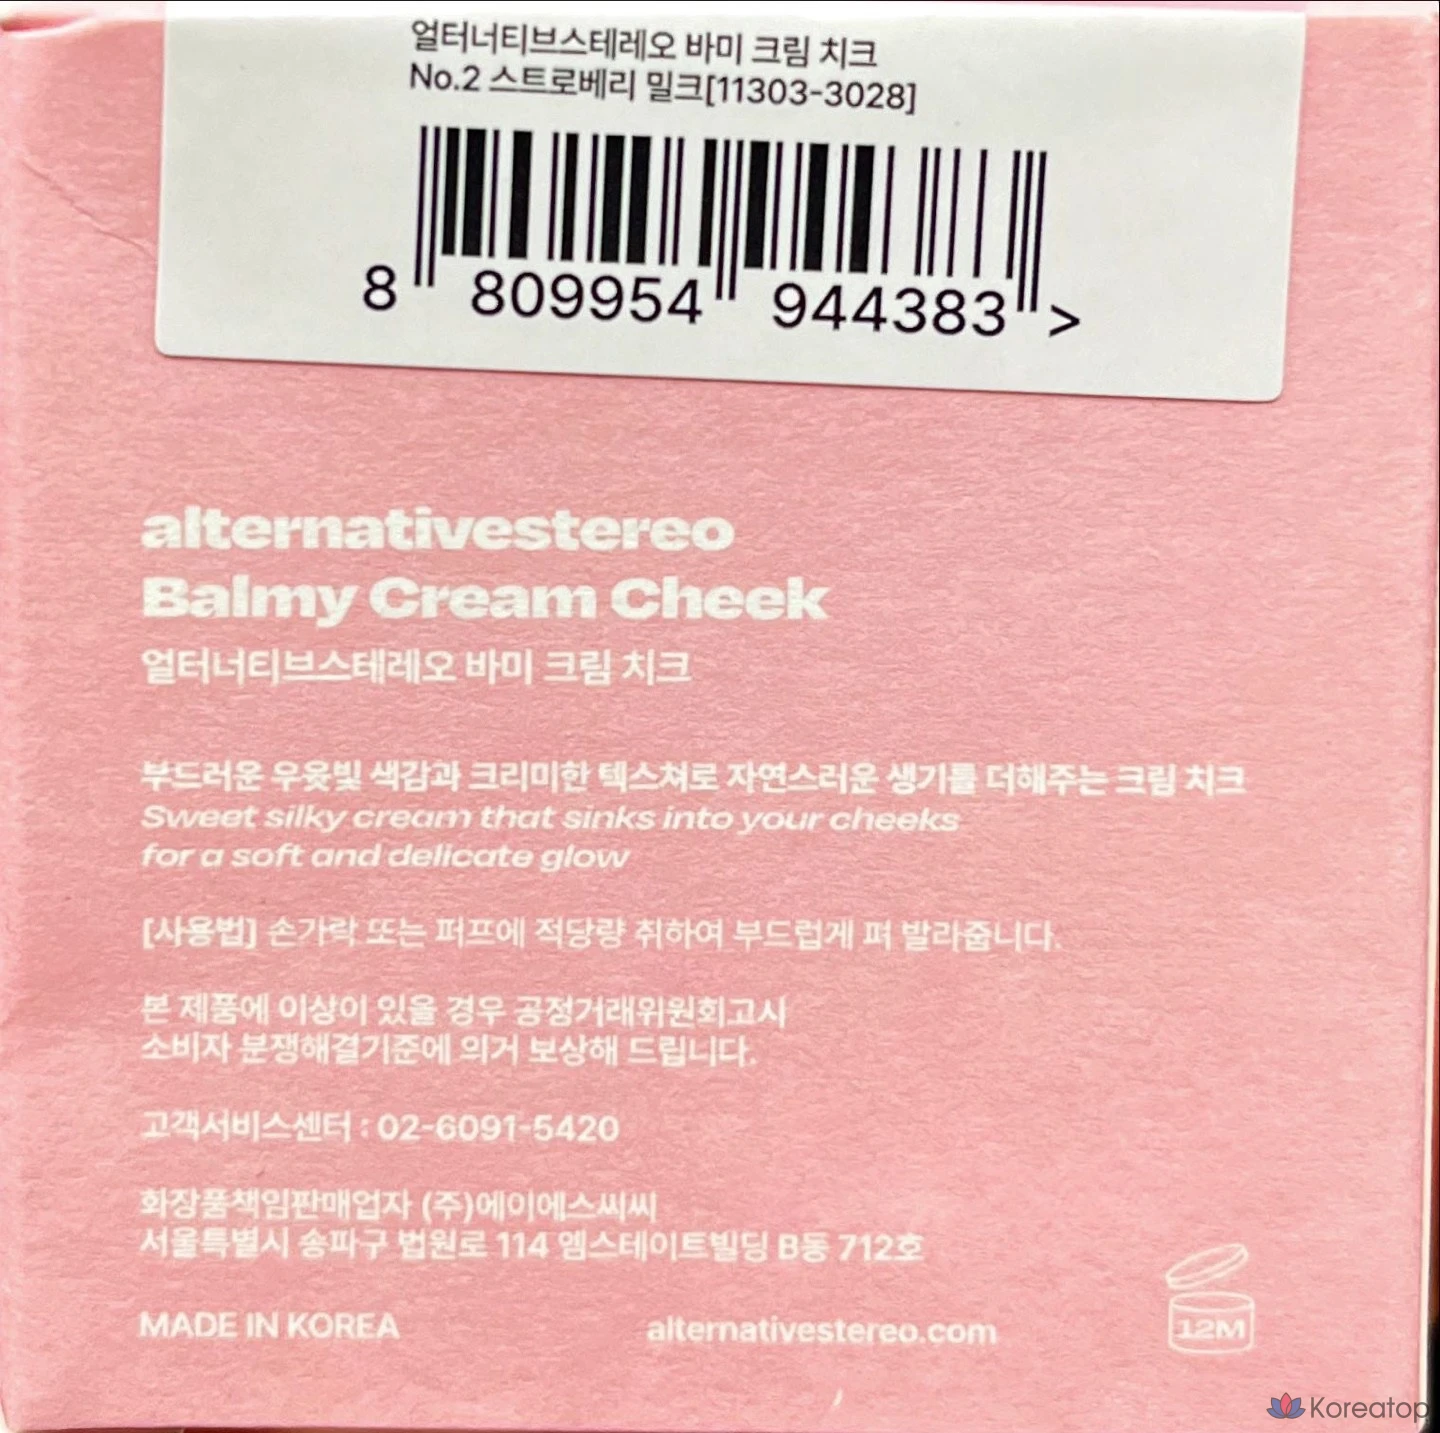 얼터너티브스테레오 바미 크림 치크
No.2 스트로베리 밀크[11303-3028]
8 809954 944383 >
alternativestereo
Balmy Cream Cheek
얼터너티브스테레오 바미 크림 치크
부드러운 우윳빛 색감과 크리미한 텍스쳐로 자연스러운 생기를 더해주는 크림 치크
Sweet silky cream that sinks into your cheeks
for a soft and delicate glow
[사용법] 손가락 또는 퍼프에 적당량 취하여 부드럽게 펴 발라줍니다.
본 제품에 이상이 있을 경우 공정거래위원회고시
소비자 분쟁해결기준에 의거 보상해 드립니다.
고객서비스센터 : 02-6091-5420
화장품책임판매업자 (주)에이에스씨씨
서울특별시 송파구 법원로 114 엠스테이트빌딩 B동 712호
MADE IN KOREA
alternativestereo.com
12M
Koreatop